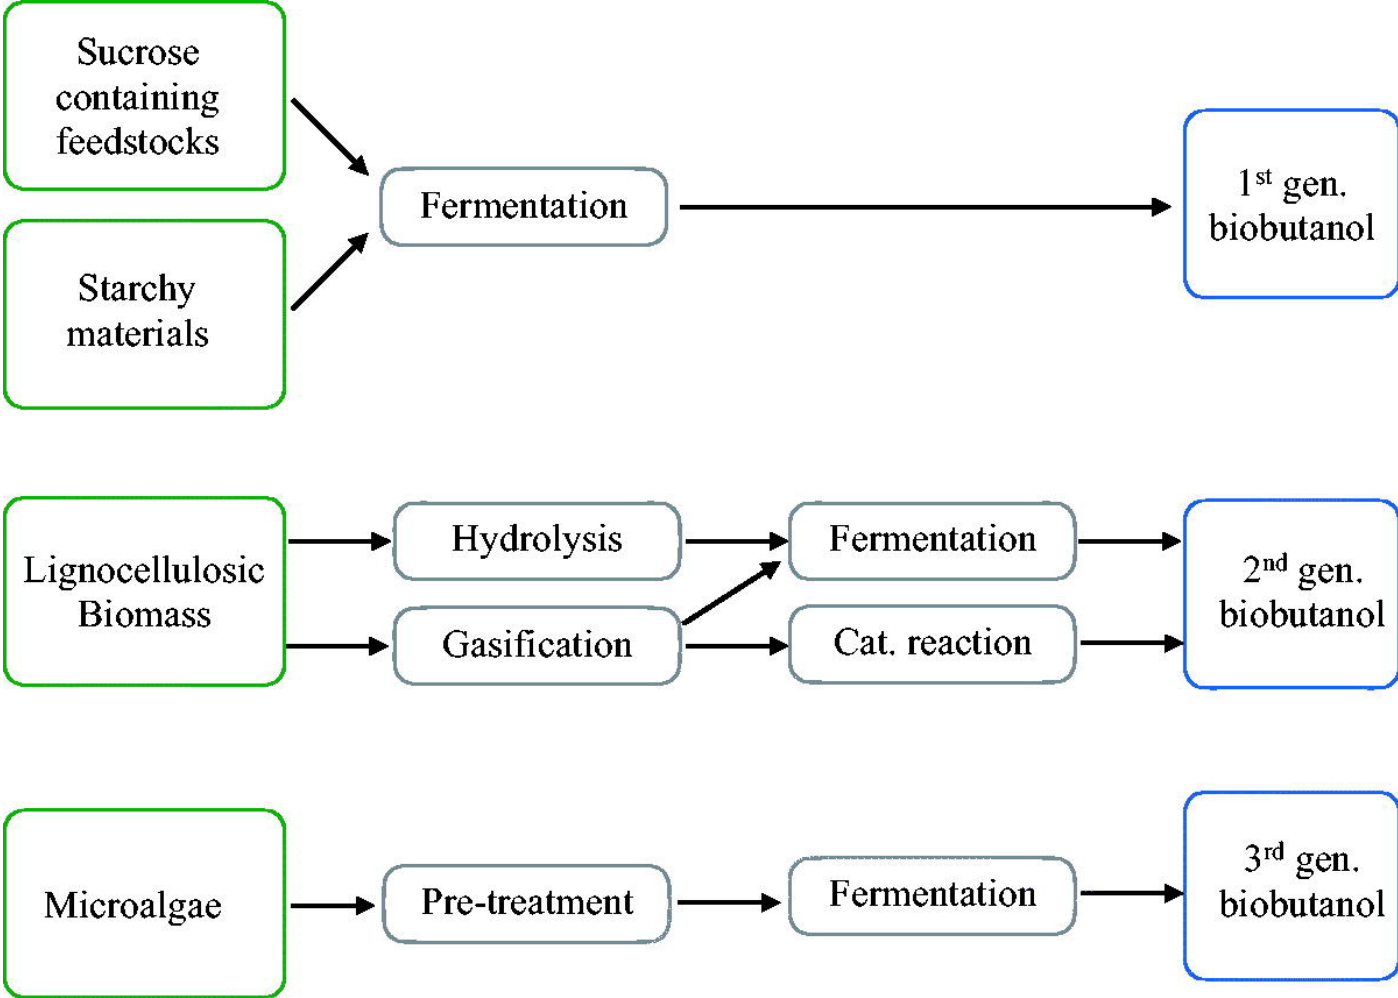 Sucrose
containing
feedstocks
Starchy
materials
Fermentation
1st gen.
biobutanol
Lignocellulosic
Biomass
Hydrolysis
Gasification
Fermentation
Cat. reaction
2nd gen.
biobutanol
Microalgae
Pre-treatment
Fermentation
3rd gen.
biobutanol